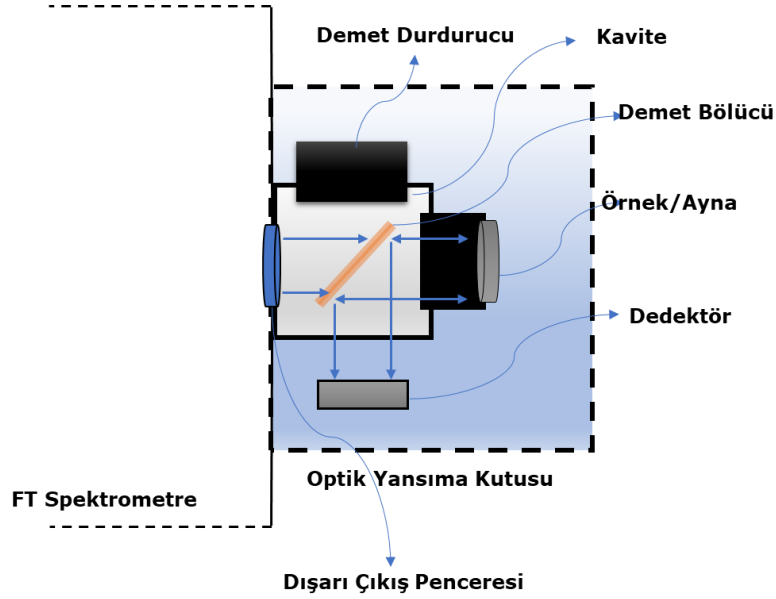 Demet Durdurucu
Kavite
Demet Bölücü
Örnek/Ayna
Dedektör
Optik Yansıma Kutusu
FT Spektrometre
Dışarı Çıkış Penceresi